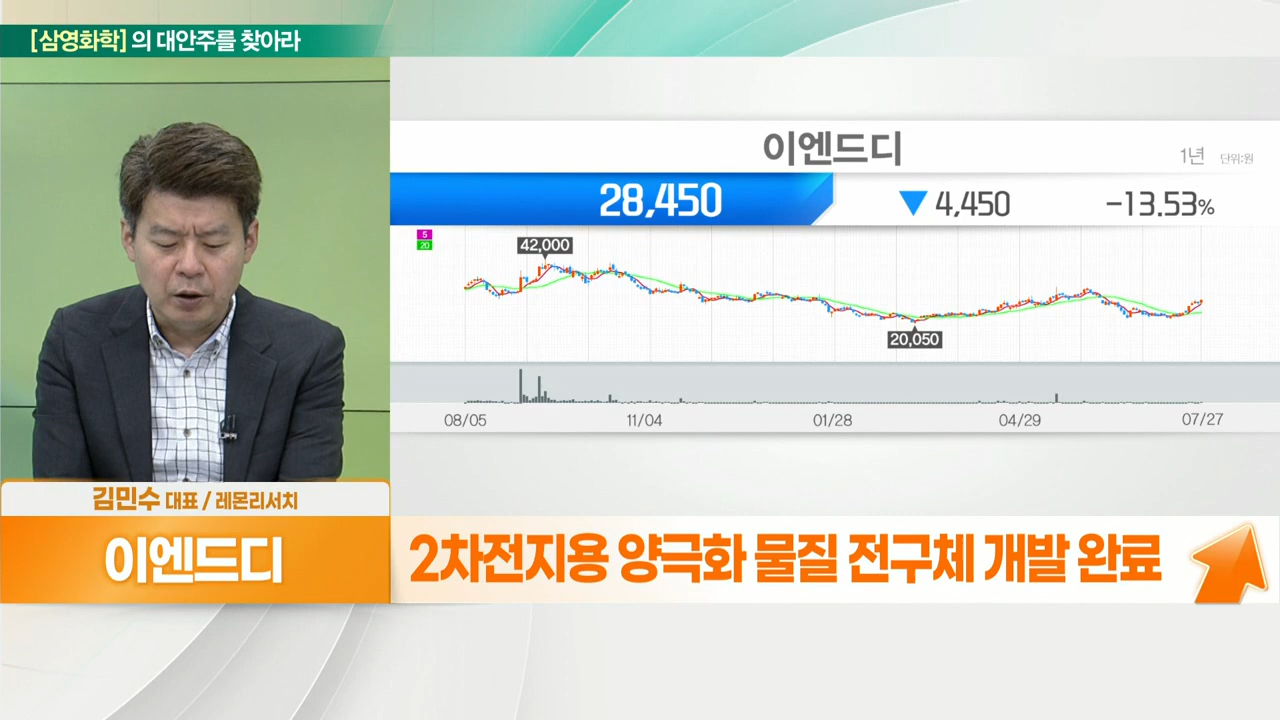 [삼영화학]의 대안주를 찾아라
이엔드디
1년 단위:원
28,450 ▼4,450 -13.53%
5
20
42,000
20,050
08/05 11/04 01/28 04/29 07/27
김민수 대표 / 레몬리서치
이엔드디
2차전지용 양극화 물질 전구체 개발 완료